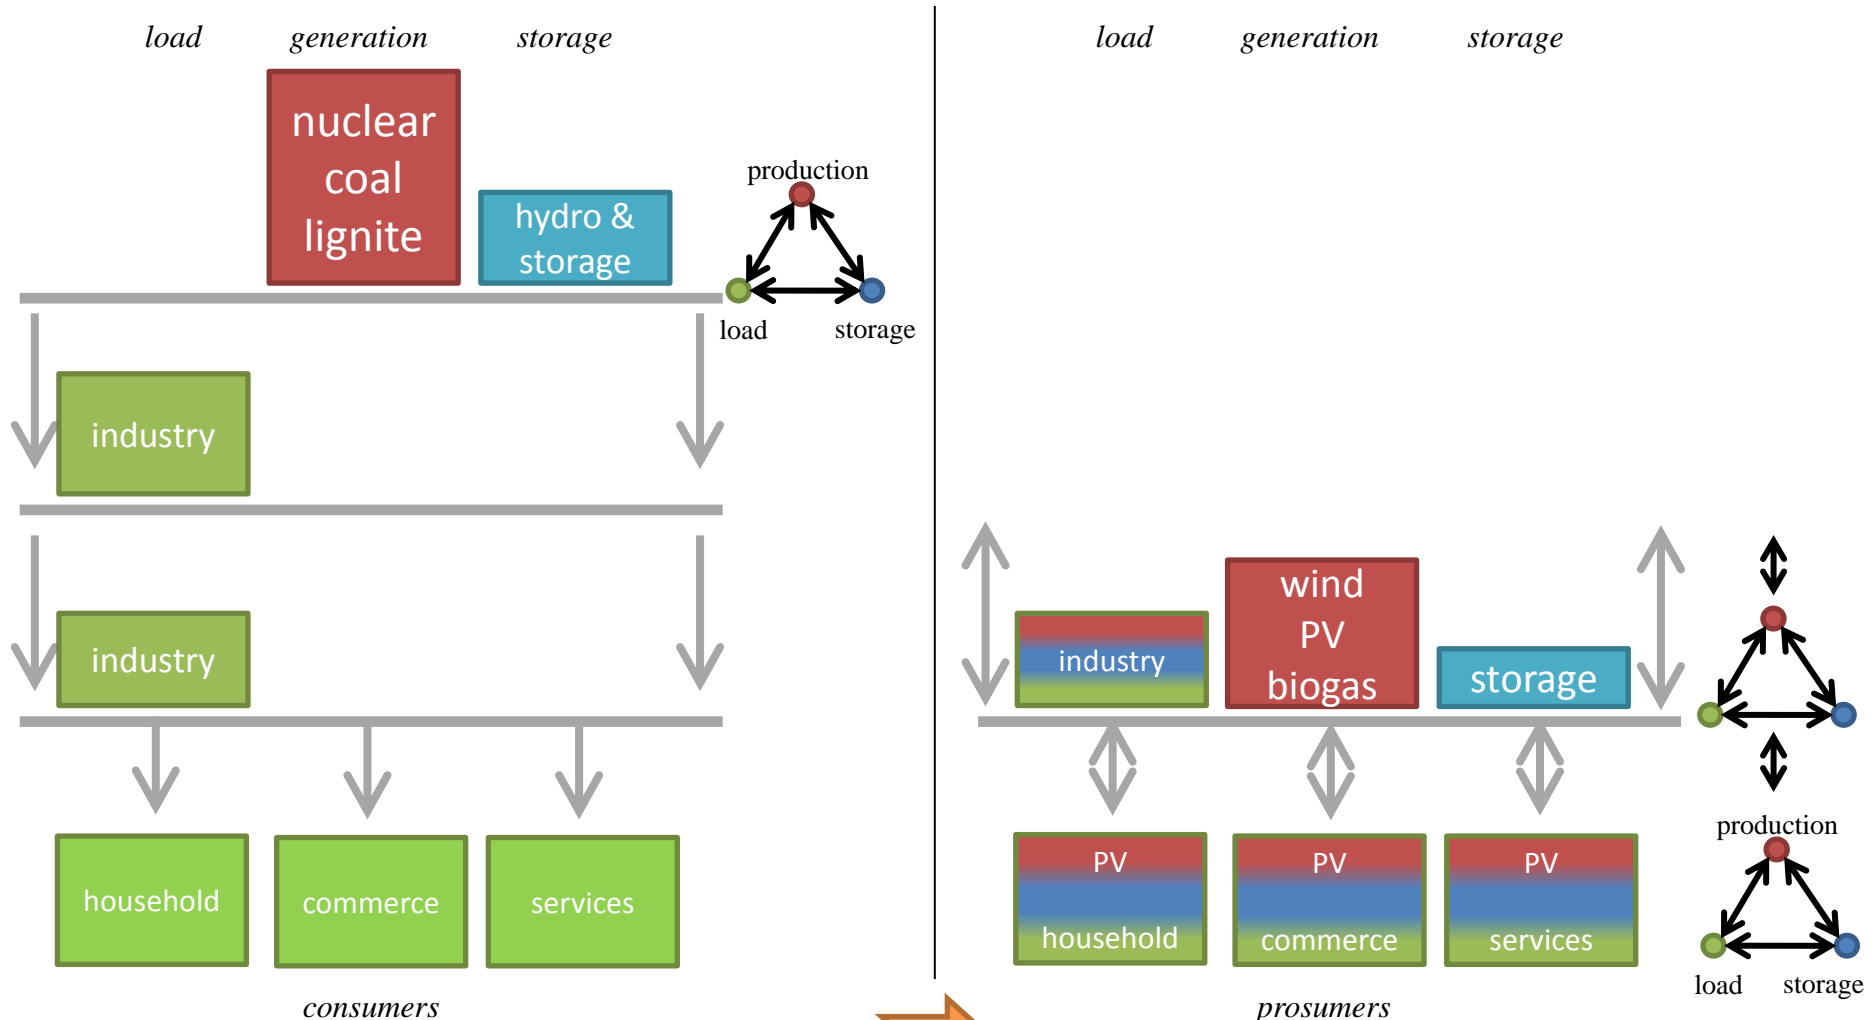 load generation storage
nuclear
coal
lignite
hydro &
storage
production
load storage
industry
industry
household commerce services
consumers
load generation storage
industry
wind
PV
biogas
storage
PV
household
PV
commerce
PV
services
production
load storage
prosumers